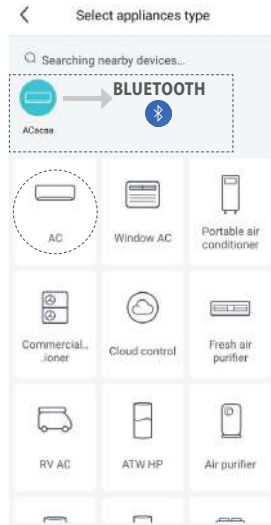 Select appliances type
Searching nearby devices...
BLUETOOTH
ACacaa
AC
Window AC
Portable air
conditioner
Commercial..
.ioner
Cloud control
Fresh air
purifier
RV AC
ATW HP
Air purifier